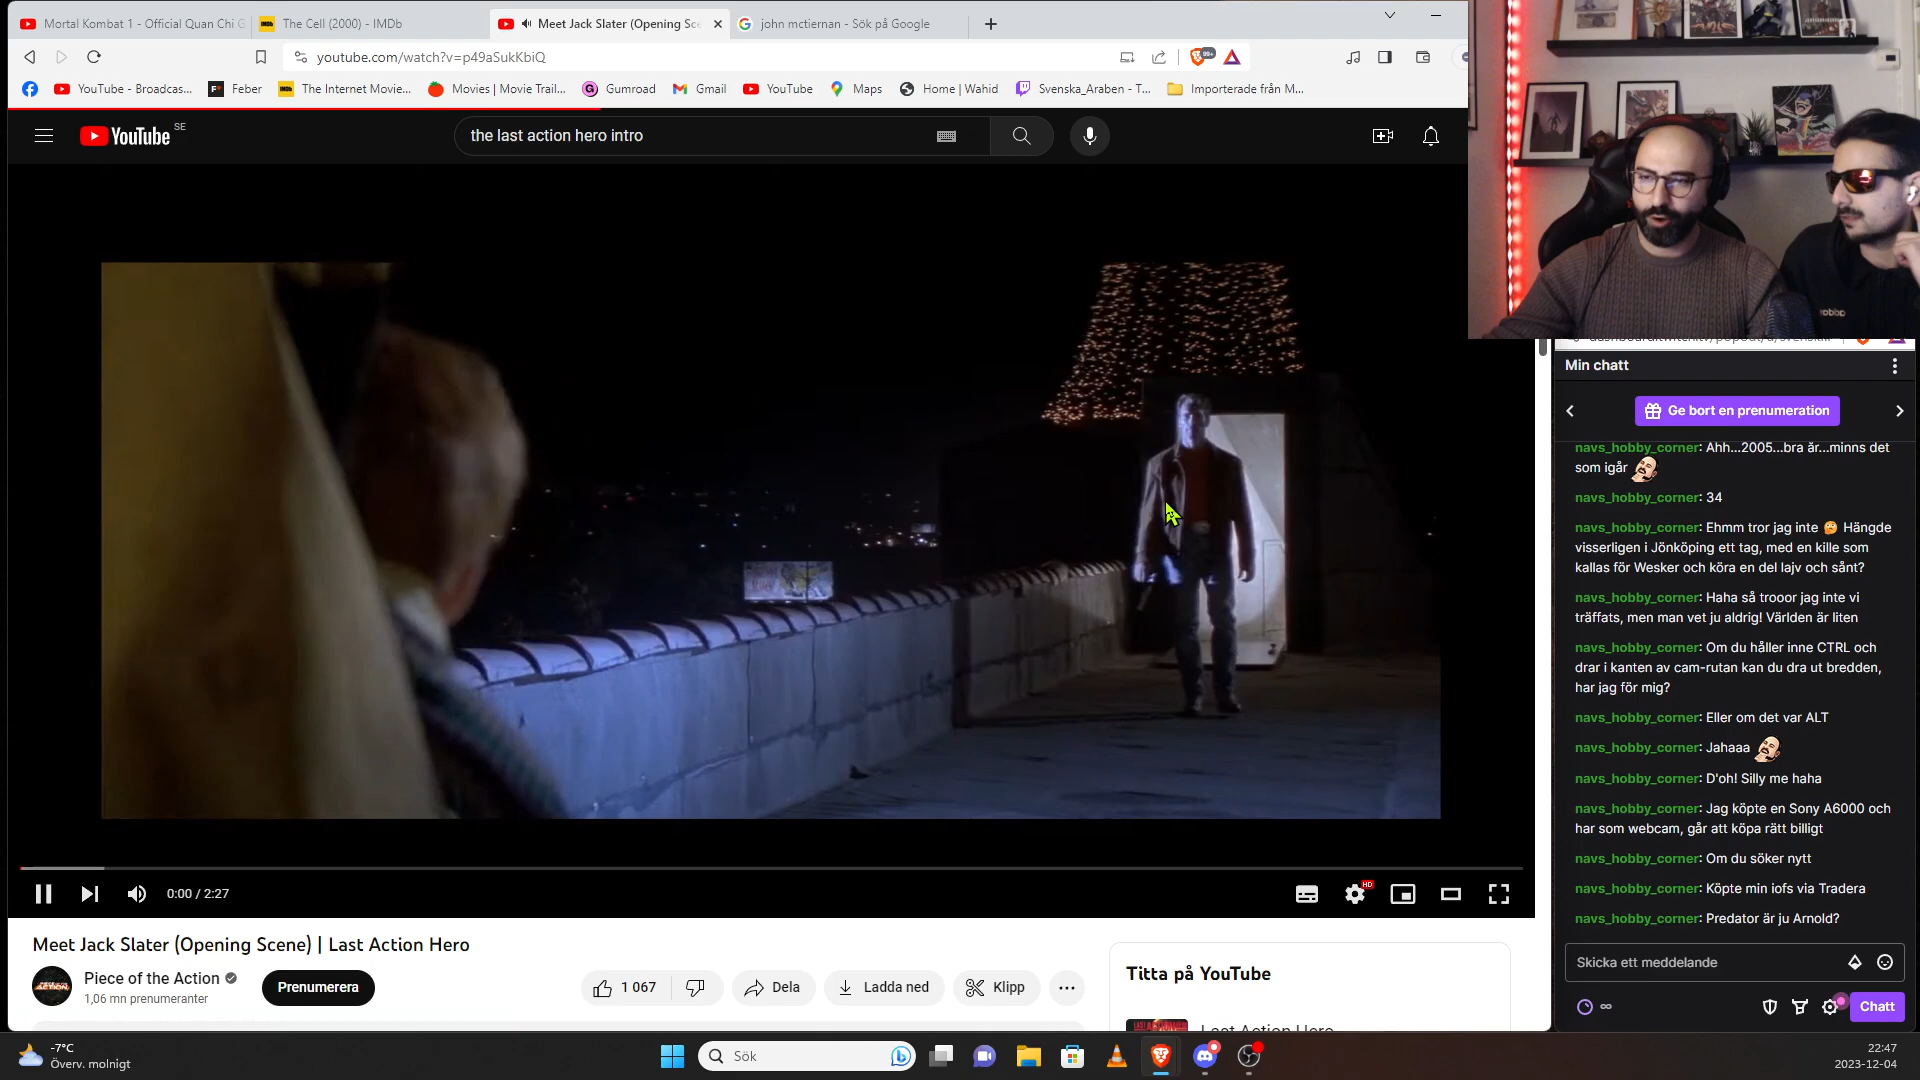 Mortal Kombat 1 - Official Quan Chi G
The Cell (2000) - IMDb
Meet Jack Slater (Opening Sce
john mctiernan - Sök på Google
youtube.com/watch?v=p49aSukKbiQ
99+
YouTube - Broadcas...
Feber
The Internet Movie...
Movies | Movie Trail...
Gumroad
Gmail
YouTube
Maps
Home | Wahid
Svenska_Araben - T...
Importerade från M...
YouTube SE
the last action hero intro
robbp
Min chatt
Ge bort en prenumeration
navs_hobby_corner: Ahh...2005...bra år...minns det
som igår
navs_hobby_corner: 34
navs_hobby_corner: Ehmm tror jag inte 🤔 Hängde
visserligen i Jönköping ett tag, med en kille som
kallas för Wesker och köra en del lajv och sånt?
navs_hobby_corner: Haha så trooor jag inte vi
träffats, men man vet ju aldrig! Världen är liten
navs_hobby_corner: Om du håller inne CTRL och
drar i kanten av cam-rutan kan du dra ut bredden,
har jag för mig?
navs_hobby_corner: Eller om det var ALT
navs_hobby_corner: Jahaaa
navs_hobby_corner: D'oh! Silly me haha
navs_hobby_corner: Jag köpte en Sony A6000 och
har som webcam, går att köpa rätt billigt
navs_hobby_corner: Om du söker nytt
navs_hobby_corner: Köpte min iofs via Tradera
navs_hobby_corner: Predator är ju Arnold?
Skicka ett meddelande
Chatt
0:00 / 2:27
HD
Meet Jack Slater (Opening Scene) | Last Action Hero
Piece of the Action
1,06 mn prenumeranter
Prenumerera
1 067
Dela
Ladda ned
Klipp
Titta på YouTube
Last Action Hero
-7°C
Överv. molnigt
Sök
22:47
2023-12-04